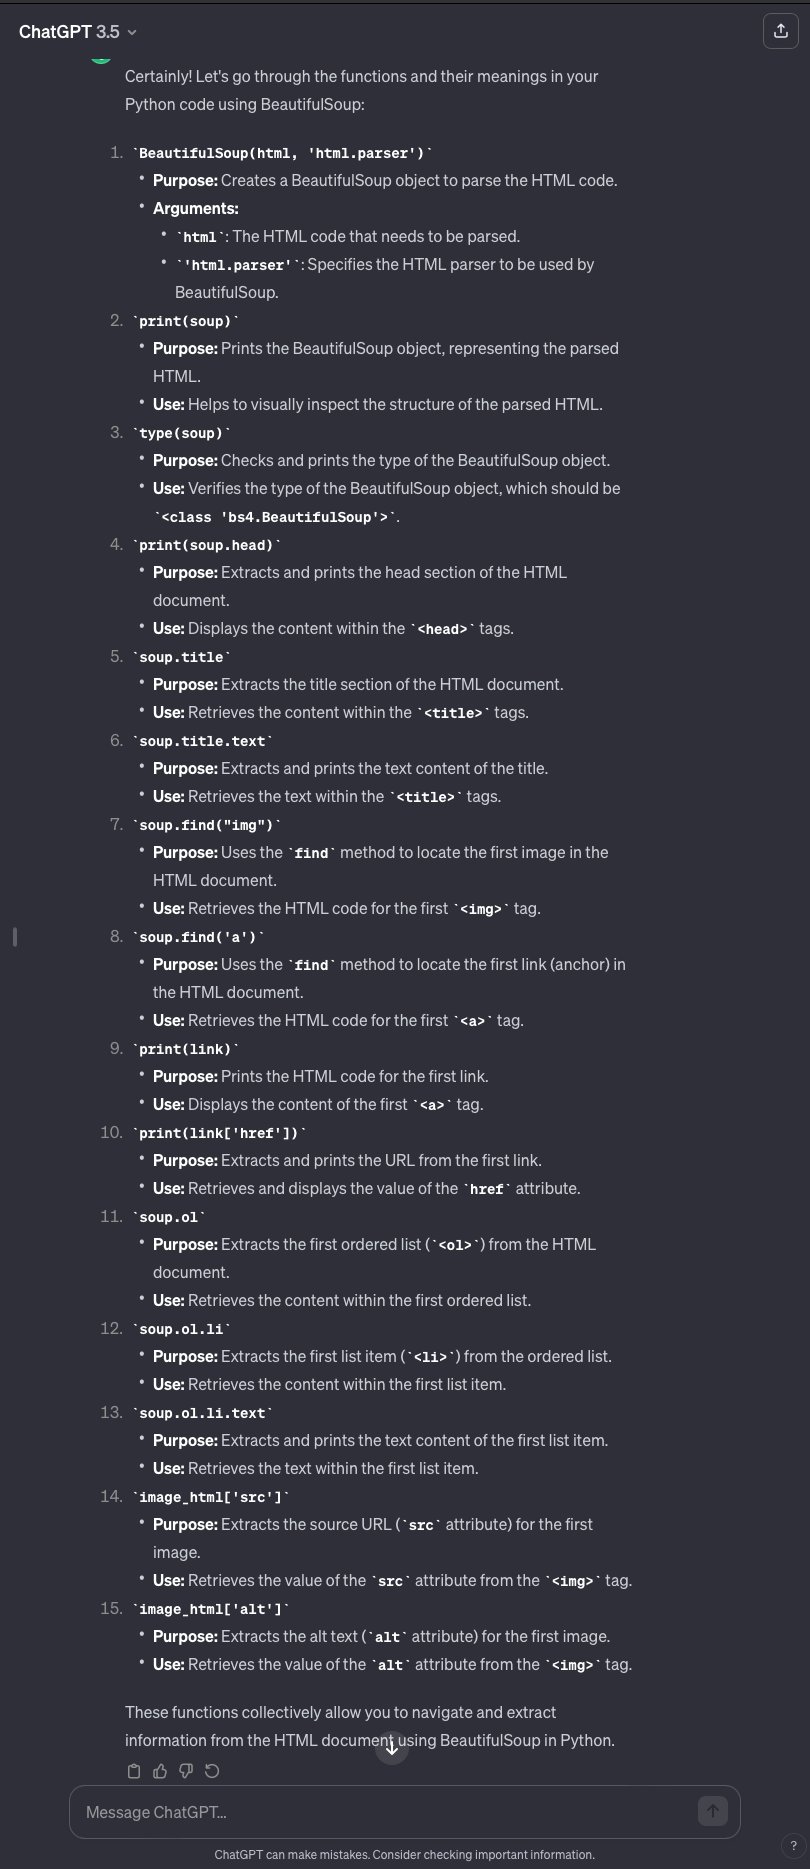 ChatGPT 3.5
Certainly! Let's go through the functions and their meanings in your
Python code using BeautifulSoup:
1. `BeautifulSoup(html, 'html.parser')`
• Purpose: Creates a BeautifulSoup object to parse the HTML code.
• Arguments:
• `html`: The HTML code that needs to be parsed.
• `'html.parser'`: Specifies the HTML parser to be used by
BeautifulSoup.
2. `print(soup)`
• Purpose: Prints the BeautifulSoup object, representing the parsed
HTML.
• Use: Helps to visually inspect the structure of the parsed HTML.
3. `type(soup)`
• Purpose: Checks and prints the type of the BeautifulSoup object.
• Use: Verifies the type of the BeautifulSoup object, which should be
`<class 'bs4.BeautifulSoup'>`.
4. `print(soup.head)`
• Purpose: Extracts and prints the head section of the HTML
document.
• Use: Displays the content within the `<head>` tags.
5. `soup.title`
• Purpose: Extracts the title section of the HTML document.
• Use: Retrieves the content within the `<title>` tags.
6. `soup.title.text`
• Purpose: Extracts and prints the text content of the title.
• Use: Retrieves the text within the `<title>` tags.
7. `soup.find("img")`
• Purpose: Uses the `find` method to locate the first image in the
HTML document.
• Use: Retrieves the HTML code for the first `<img>` tag.
8. `soup.find('a')`
• Purpose: Uses the `find` method to locate the first link (anchor) in
the HTML document.
• Use: Retrieves the HTML code for the first `<a>` tag.
9. `print(link)`
• Purpose: Prints the HTML code for the first link.
• Use: Displays the content of the first `<a>` tag.
10. `print(link['href'])`
• Purpose: Extracts and prints the URL from the first link.
• Use: Retrieves and displays the value of the `href` attribute.
11. `soup.ol`
• Purpose: Extracts the first ordered list (`<ol>`) from the HTML
document.
• Use: Retrieves the content within the first ordered list.
12. `soup.ol.li`
• Purpose: Extracts the first list item (`<li>`) from the ordered list.
• Use: Retrieves the content within the first list item.
13. `soup.ol.li.text`
• Purpose: Extracts and prints the text content of the first list item.
• Use: Retrieves the text within the first list item.
14. `image_html['src']`
• Purpose: Extracts the source URL (`src` attribute) for the first
image.
• Use: Retrieves the value of the `src` attribute from the `<img>` tag.
15. `image_html['alt']`
• Purpose: Extracts the alt text (`alt` attribute) for the first image.
• Use: Retrieves the value of the `alt` attribute from the `<img>` tag.
These functions collectively allow you to navigate and extract
information from the HTML document using BeautifulSoup in Python.
Message ChatGPT...
ChatGPT can make mistakes. Consider checking important information.
?